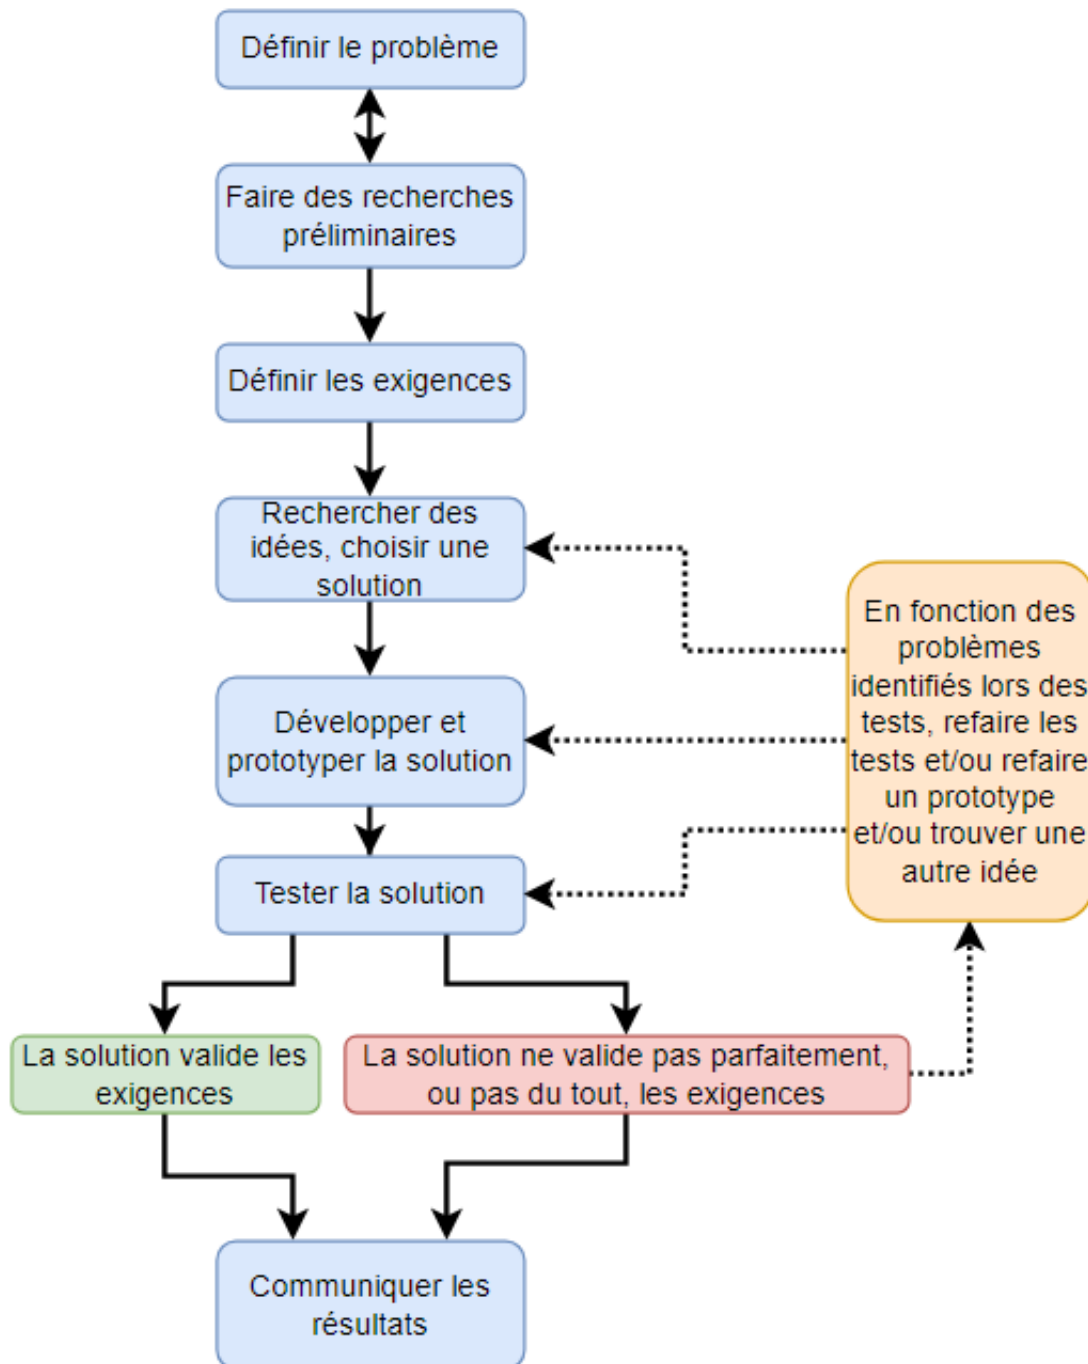 Définir le problème
Faire des recherches
préliminaires
Définir les exigences
Rechercher des
idées, choisir une
solution
Développer et
prototyper la solution
Tester la solution
En fonction des
problèmes
identifiés lors des
tests, refaire les
tests et/ou refaire
un prototype
et/ou trouver une
autre idée
La solution valide les
exigences
La solution ne valide pas parfaitement,
ou pas du tout, les exigences
Communiquer les
résultats